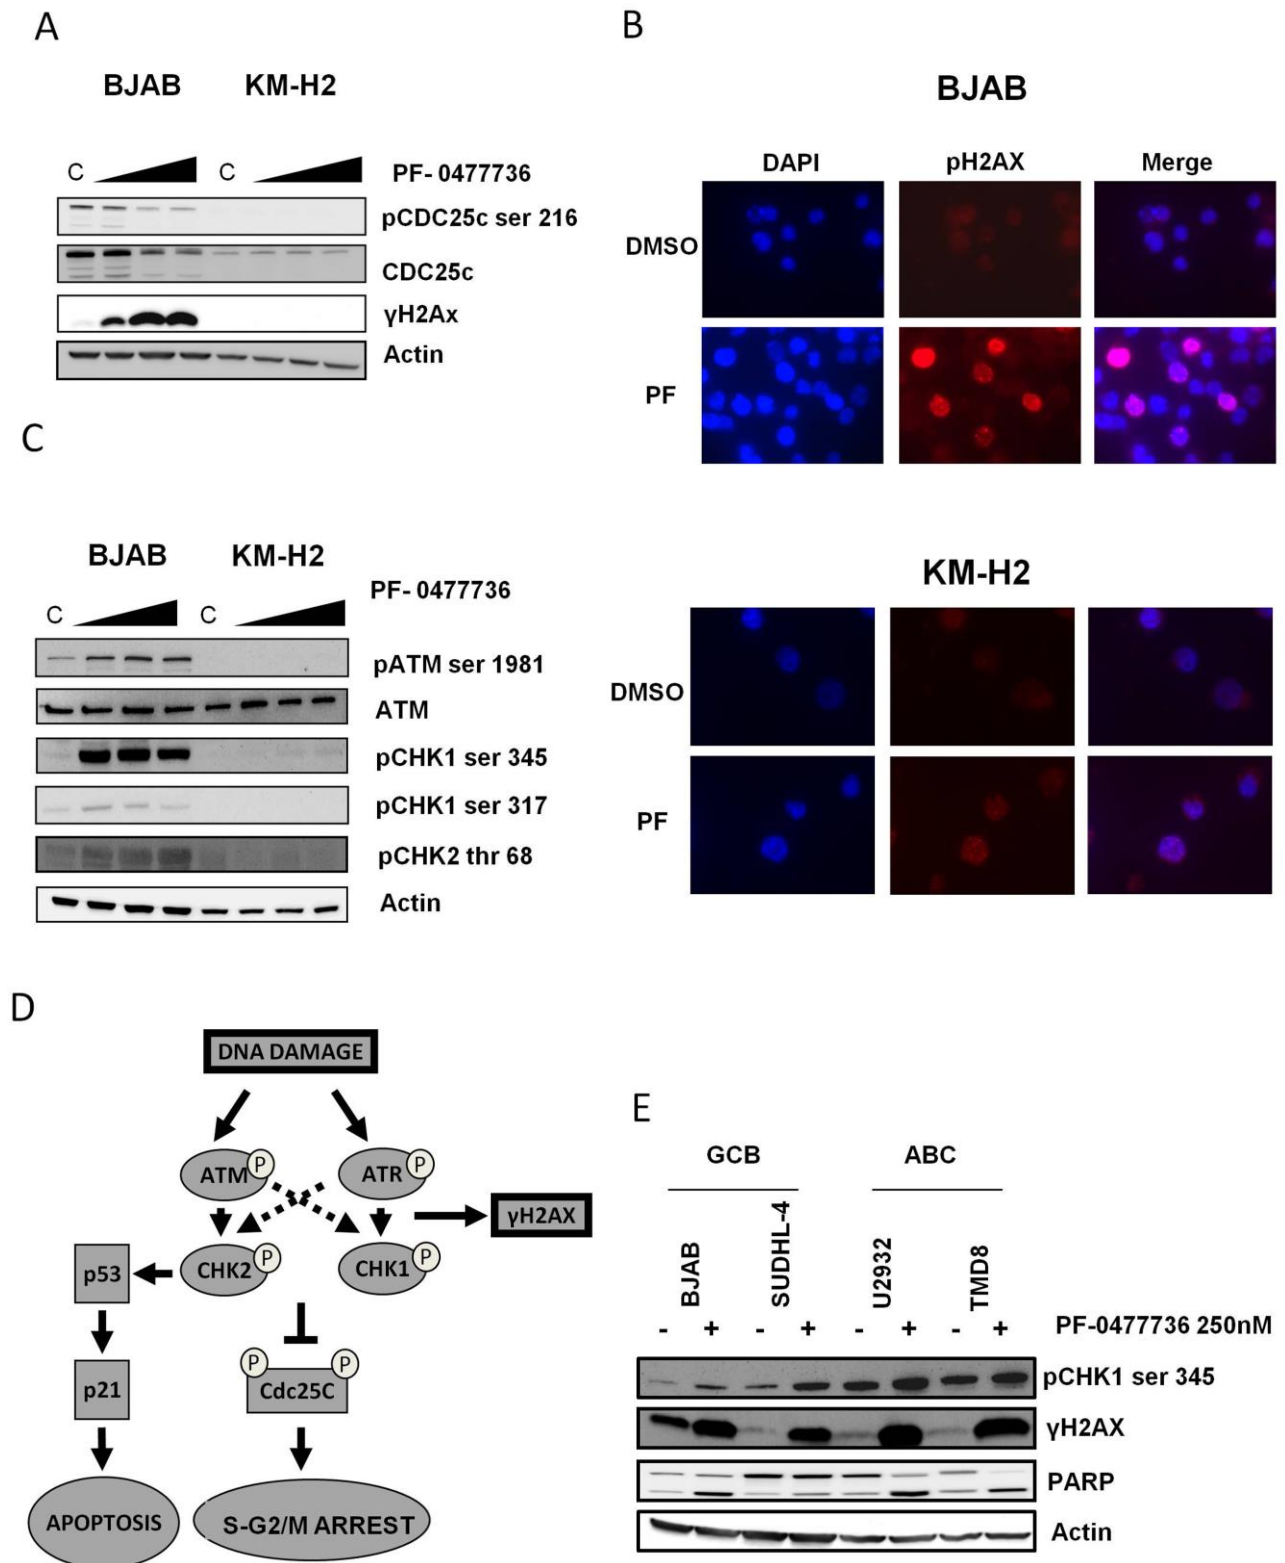 A
BJAB KM-H2
C C PF- 0477736
pCDC25c ser 216
CDC25c
γH2Ax
Actin
B
BJAB
DAPI pH2AX Merge
DMSO
PF
KM-H2
DMSO
PF
C
BJAB KM-H2
PF- 0477736
C C
pATM ser 1981
ATM
pCHK1 ser 345
pCHK1 ser 317
pCHK2 thr 68
Actin
D
DNA DAMAGE
ATM P ATR P
γH2AX
p53 CHK2 P CHK1 P
P P
p21 Cdc25C
APOPTOSIS S-G2/M ARREST
E
GCB ABC
BJAB SUDHL-4 U2932 TMD8
- + - + - + - + PF-0477736 250nM
pCHK1 ser 345
γH2AX
PARP
Actin